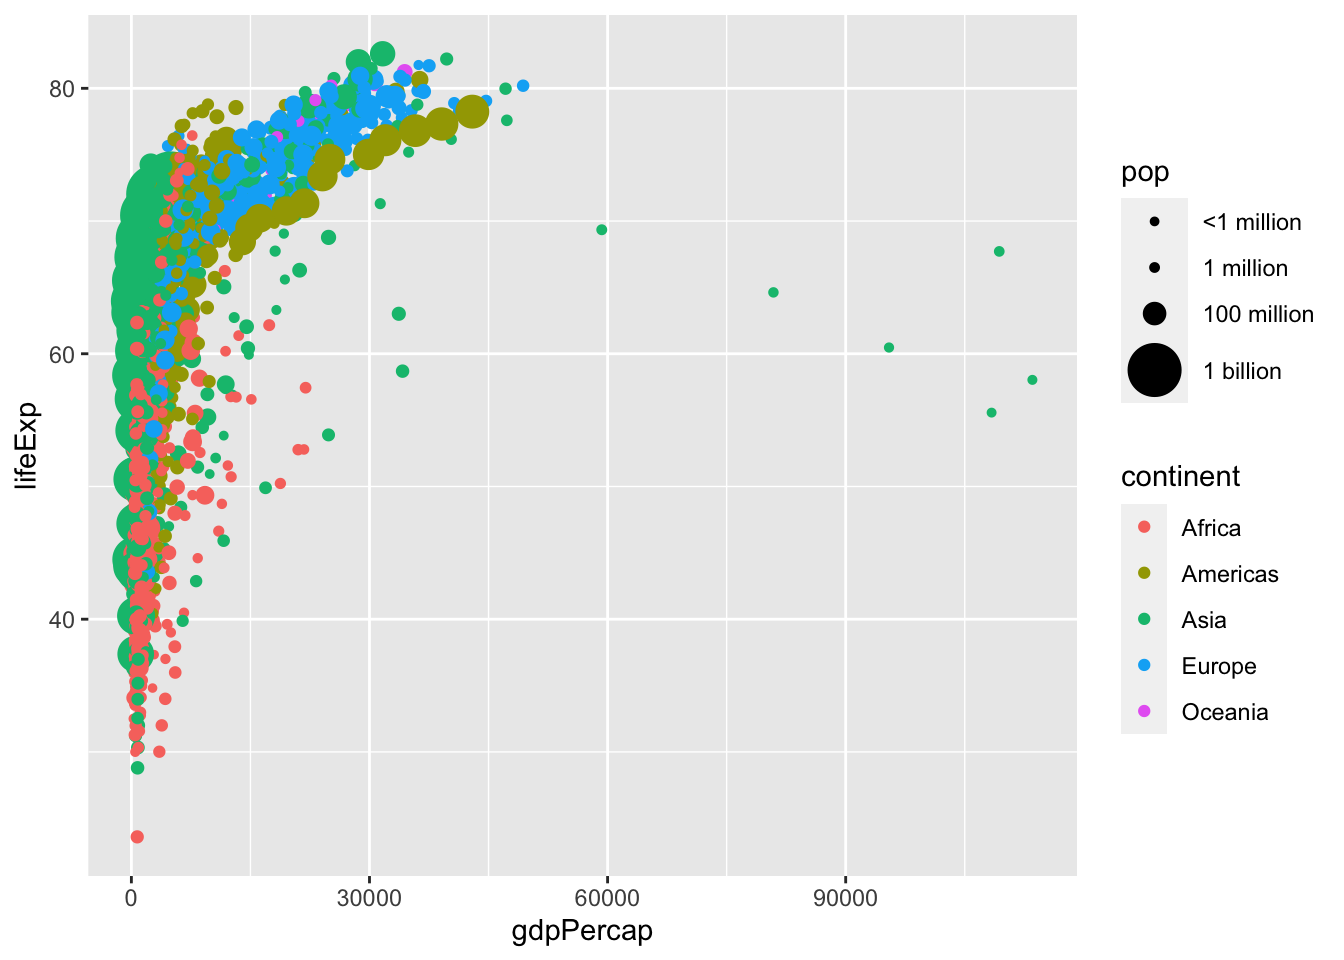 80
60
40
lifeExp
0
30000
60000
90000
gdpPercap
pop
<1 million
1 million
100 million
1 billion
continent
Africa
Americas
Asia
Europe
Oceania